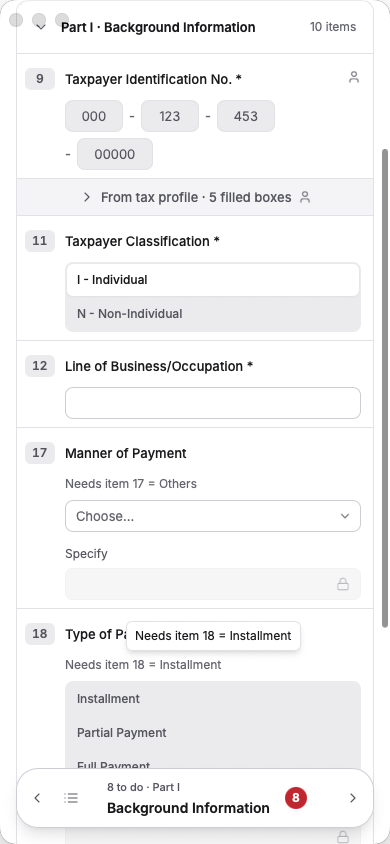 Part I · Background Information
10 items
9
Taxpayer Identification No. *
000 - 123 - 453
- 00000
From tax profile · 5 filled boxes
11
Taxpayer Classification *
I - Individual
N - Non-Individual
12
Line of Business/Occupation *
17
Manner of Payment
Needs item 17 = Others
Choose...
Specify
18
Type of
Needs item 18 = Installment
Needs item 18 = Installment
Installment
Partial Payment
Full Payment
8 to do · Part I
Background Information
8